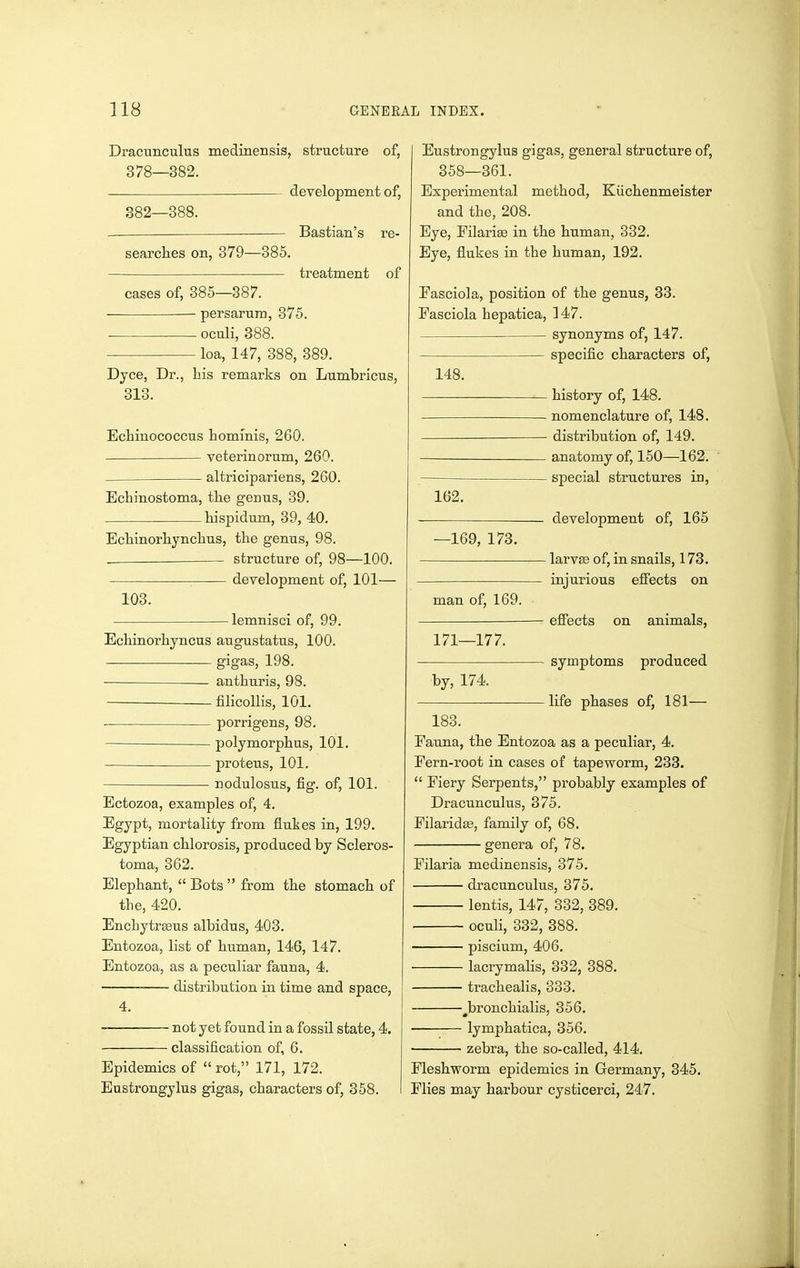 118 GENERAL INDEX.
Dracunculus medinensis, structure of,
378—382.
——— development of,
382—388.
——— Bastian's re-
searches on, 379—385.
——— treatment of
cases of, 385—387.
——— persarum, 375.
——— oculi, 388.
——— loa, 147, 388, 389.
Dyce, Dr., his remarks on Lumbricus,
313.
Echinococcus hominis, 260.
——— veterinorum, 260.
——— altricipariens, 260.
Echinostoma, the genus, 39.
——— hispidum, 39, 40.
Echinorhynchus, the genus, 98.
——— structure of, 98—100.
——— development of, 101—
103.
——— lemnisci of, 99.
Echinorhyncus augustatus, 100.
——— gigas, 198.
——— anthuris, 98.
——— filicollis, 101.
——— porrigens, 98.
——— polymorphus, 101.
——— proteus, 101.
——— nodulosus, fig. of, 101.
Ectozoa, examples of, 4.
Egypt, mortality from flukes in, 199.
Egyptian chlorosis, produced by Scleros-
toma, 362.
Elephant, “ Bots ” from the stomach of
the, 420.
Enchytræus albidus, 403.
Entozoa, list of human, 146, 147.
Entozoa, as a peculiar fauna, 4.
——— distribution in time and space,
4.
——— not yet found in a fossil state, 4.
——— classification of, 6.
Epidemics of “ rot,” 171, 172.
Eustrongylus gigas, characters of, 358.
Eustrongylus gigas, general structure of,
358—361.
Experimental method, Küchenmeister
and the, 208.
Eye, Filariæ in the human, 332.
Eye, flukes in the human, 192.
Fasciola, position of the genus, 33.
Fasciola hepatica, 147.
——— synonyms of, 147.
——— specific characters of,
148.
——— history of, 148.
——— nomenclature of, 148.
——— distribution of, 149.
——— anatomy of, 150—162.
——— special structures in,
162.
——— development of, 165
—169, 173.
——— larvæ of, in snails, 173.
——— injurious effects on
man of, 169.
——— effects on animals,
171—177.
——— symptoms produced
by, 174.
——— life phases of, 181—
183.
Fauna, the Entozoa as a peculiar, 4.
Fern-root in cases of tapeworm, 233.
“ Fiery Serpents,” probably examples of
Dracunculus, 375.
Filaridæ, family of, 68.
——— genera of, 78.
Filaria medinensis, 375.
——— dracunculus, 375.
——— lentis, 147, 332, 389.
——— oculi, 332, 388.
——— piscium, 406.
——— lacrymalis, 332, 388.
——— trachealis, 333.
——— bronchialis, 356.
——— lymphatica, 356.
——— zebra, the so-called, 414.
Fleshworm epidemics in Germany, 345.
Flies may harbour cysticerci, 247.